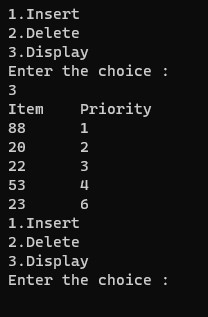 1.Insert
2.Delete
3.Display
Enter the choice :
3
Item    Priority
88      1
20      2
22      3
53      4
23      6
1.Insert
2.Delete
3.Display
Enter the choice :